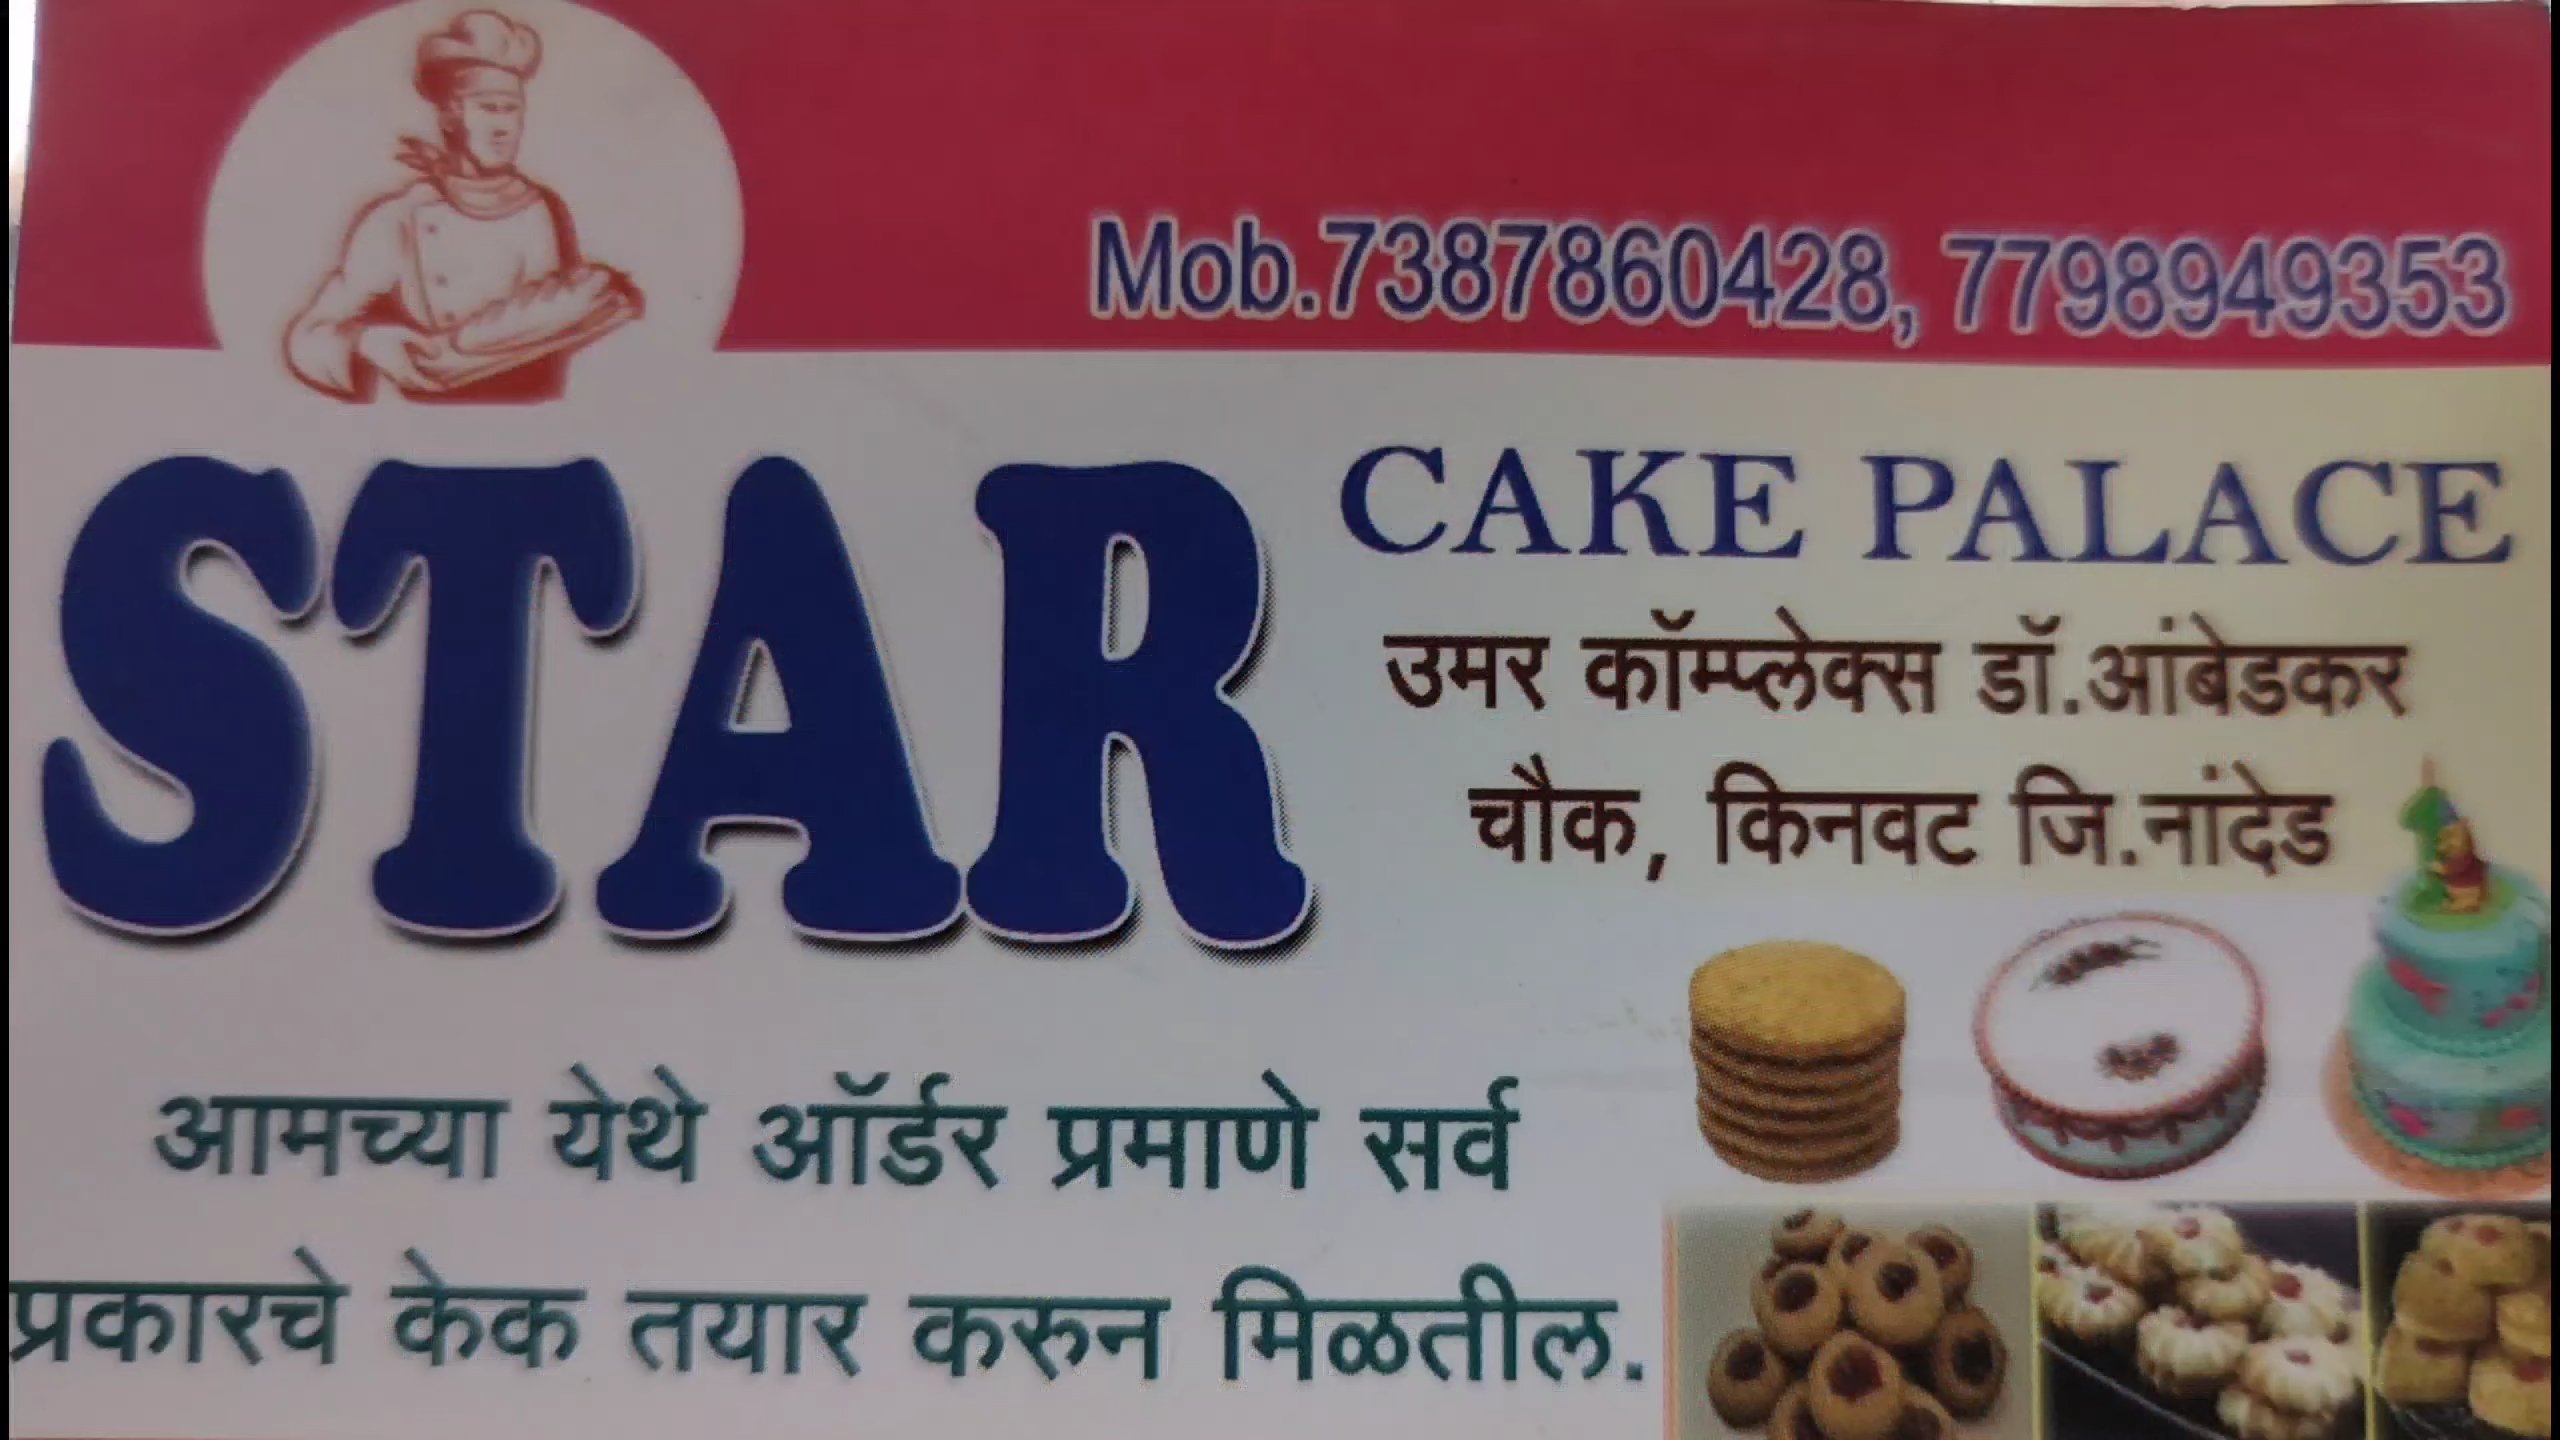 Mob.7387860428, 7798949353
STAR
CAKE PALACE
उमर कॉम्प्लेक्स डॉ.आंबेडकर
चौक, किनवट जि.नांदेड
आमच्या येथे ऑर्डर प्रमाणे सर्व
प्रकारचे केक तयार करुन मिळतील.